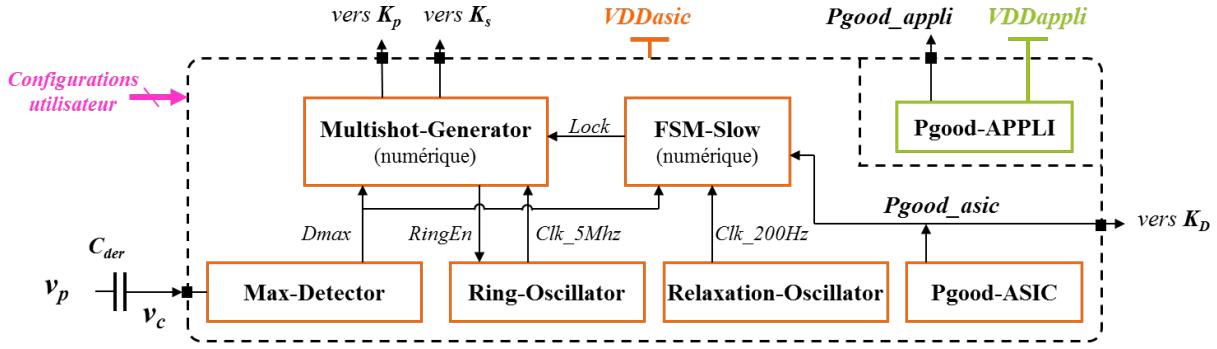 vers Kp
vers Ks
VDDasic
Pgood_appli
VDDappli
Configurations
utilisateur
Multishot-Generator
(numérique)
Lock
FSM-Slow
(numérique)
Pgood-APPLI
Pgood_asic
vers KD
Dmax
RingEn
Clk_5Mhz
Clk_200Hz
Cder
vp
vc
Max-Detector
Ring-Oscillator
Relaxation-Oscillator
Pgood-ASIC